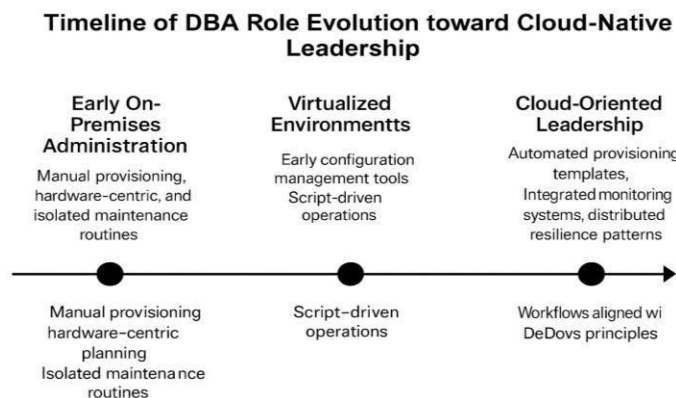 Timeline of DBA Role Evolution toward Cloud-Native
Leadership
Early On-
Premises
Administration
Manual provisioning,
hardware-centric, and
isolated maintenance
routines
Virtualized
Environmentts
Early configuration
management tools
Script-driven
operations
Cloud-Oriented
Leadership
Automated provisioning
templates,
Integrated monitoring
systems, distributed
resilience patterns
Manual provisioning
hardware-centric
planning
Isolated maintenance
routines
Script-driven
operations
Workflows aligned wi
DeDovs principles